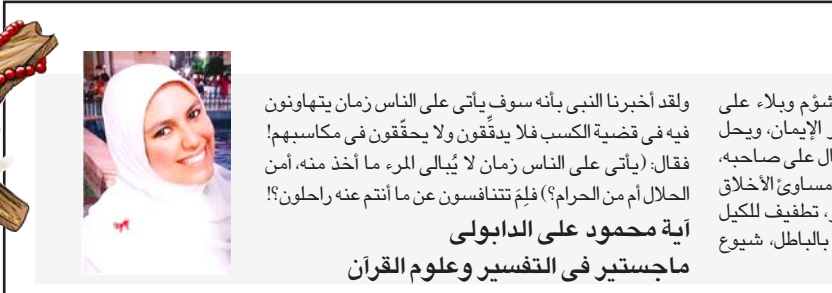 شؤم وبلاء على
الإيمان، ويحل
على صاحبه،
مساوئ الأخلاق
تطفيف للكيل
بالباطل، شيوع
ولقد أخبرنا النبى بأنه سوف يأتى على الناس زمان يتهاونون
فيه فى قضية الكسب فلا يدقِّقون ولا يحقّقون فى مكاسبهم!
فقال: (يأتى على الناس زمان لا يُبالى المرء ما أخذ منه، أمن
الحلال أم من الحرام؟) فلِمَ تتنافسون عن ما أنتم عنه راحلون؟!
آية محمود على الدابولى
ماجستير فى التفسير وعلوم القرآن